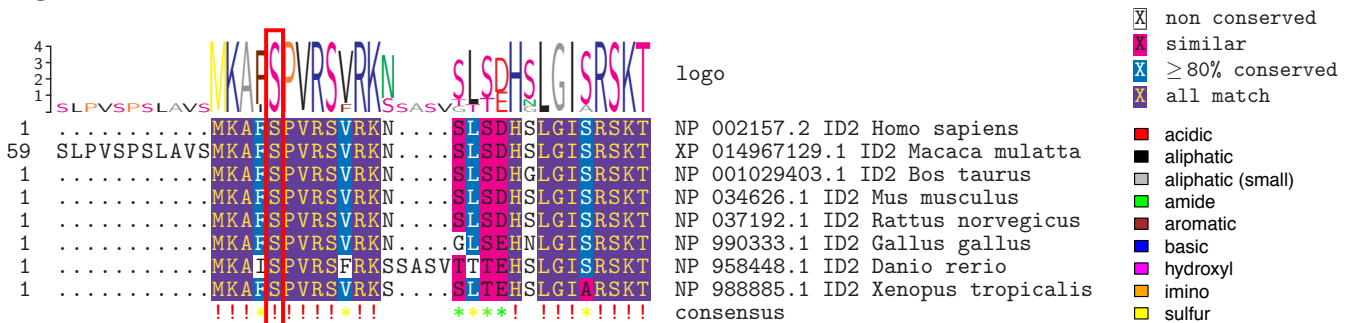 X non conserved
X similar
X ≥ 80% conserved
X all match
4
3
2
1
SLPVSPSLAVSMKAFSPVRSVRKNSSASVSLSDHSLGISRSKT
logo
1 ...........MKAFSPVRSVRKN....SLSDHSLGISRSKT NP 002157.2 ID2 Homo sapiens
59 SLPVSPSLAVSMKAFSPVRSVRKN....SLSDHSLGISRSKT XP 014967129.1 ID2 Macaca mulatta
1 ...........MKAFSPVRSVRKN....SLSDHGLGISRSKT NP 001029403.1 ID2 Bos taurus
1 ...........MKAFSPVRSVRKN....SLSDHSLGISRSKT NP 034626.1 ID2 Mus musculus
1 ...........MKAFSPVRSVRKN....SLSDHSLGISRSKT NP 037192.1 ID2 Rattus norvegicus
1 ...........MKAFSPVRSVRKN....GLSEHNLGISRSKT NP 990333.1 ID2 Gallus gallus
1 ...........MKAISPVRSFRKSSASVTTTEHSLGISRSKT NP 958448.1 ID2 Danio rerio
1 ...........MKAFSPVRSVRKS....SLTEHSLGIARSKT NP 988885.1 ID2 Xenopus tropicalis
!!!*!!!!!*!! ****! !!!*!!!! consensus
acidic
aliphatic
aliphatic (small)
amide
aromatic
basic
hydroxyl
imino
sulfur